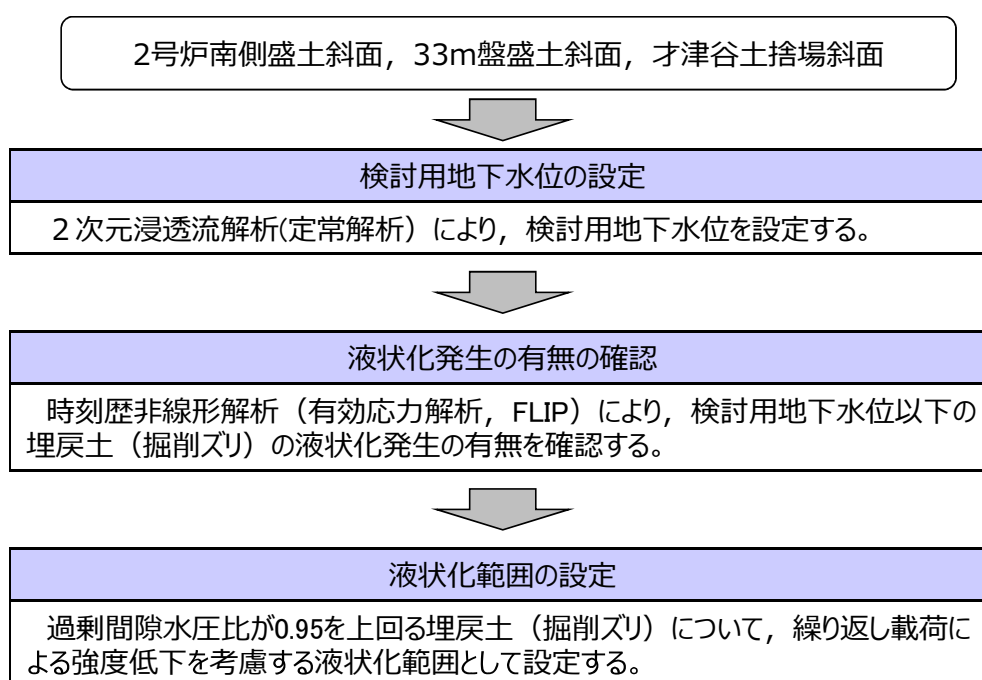 2号炉南側盛土斜面，33m盤盛土斜面，才津谷土捨場斜面
検討用地下水位の設定
２次元浸透流解析(定常解析）により，検討用地下水位を設定する。
液状化発生の有無の確認
時刻歴非線形解析（有効応力解析，FLIP）により，検討用地下水位以下の
埋戻土（掘削ズリ）の液状化発生の有無を確認する。
液状化範囲の設定
過剰間隙水圧比が0.95を上回る埋戻土（掘削ズリ）について，繰り返し載荷に
よる強度低下を考慮する液状化範囲として設定する。